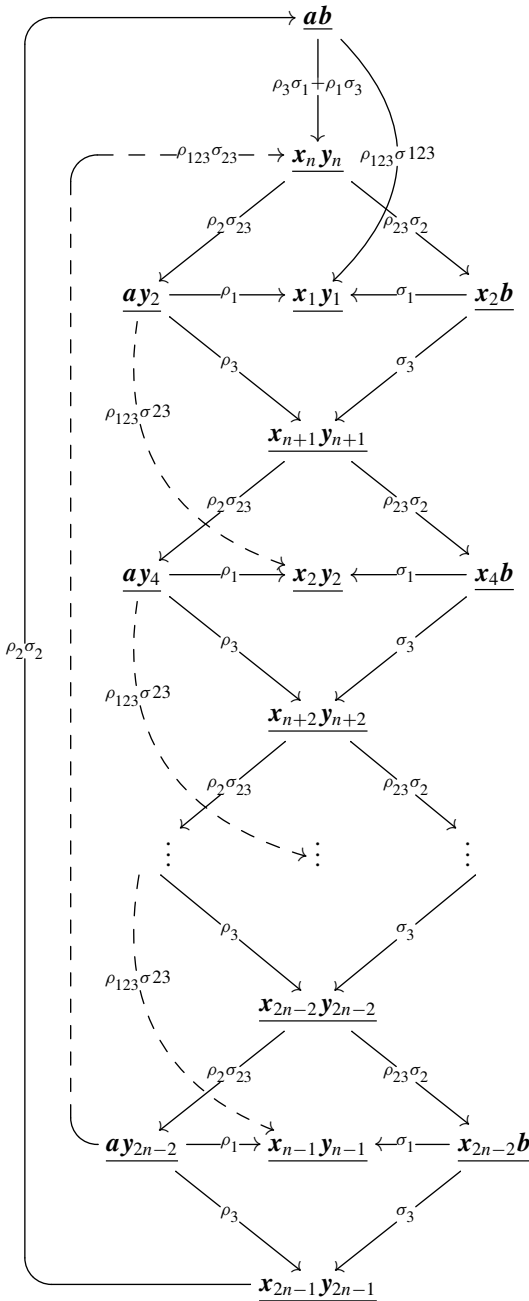 ab
ρ₃σ₁+ρ₁σ₃
ρ₁₂₃σ₂₃ xₙyₙ ρ₁₂₃σ123
ρ₂σ₂₃ ρ₂₃σ₂
ay₂ ρ₁ x₁y₁ σ₁ x₂b
ρ₃ σ₃
ρ₁₂₃σ23
xₙ₊₁yₙ₊₁
ρ₂σ₂₃ ρ₂₃σ₂
ay₄ ρ₁ x₂y₂ σ₁ x₄b
ρ₂σ₂ ρ₃ σ₃
ρ₁₂₃σ23
xₙ₊₂yₙ₊₂
ρ₂σ₂₃ ρ₂₃σ₂
⋮ ⋮ ⋮
ρ₃ σ₃
ρ₁₂₃σ23
x₂ₙ₋₂y₂ₙ₋₂
ρ₂σ₂₃ ρ₂₃σ₂
ay₂ₙ₋₂ ρ₁ xₙ₋₁yₙ₋₁ σ₁ x₂ₙ₋₂b
ρ₃ σ₃
x₂ₙ₋₁y₂ₙ₋₁